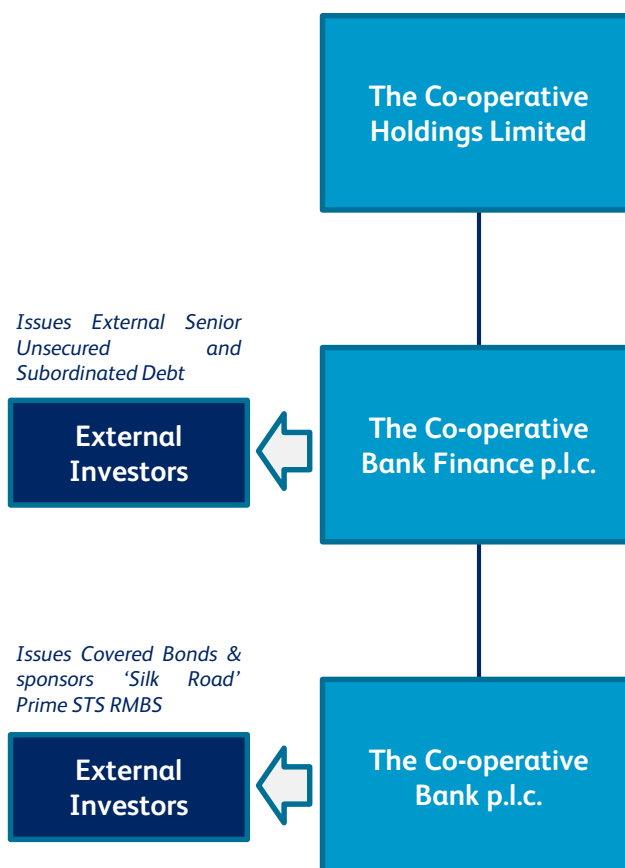 The Co-operative
Holdings Limited
Issues External Senior
Unsecured and
Subordinated Debt
External
Investors
The Co-operative
Bank Finance p.l.c.
Issues Covered Bonds &
sponsors ‘Silk Road’
Prime STS RMBS
External
Investors
The Co-operative
Bank p.l.c.